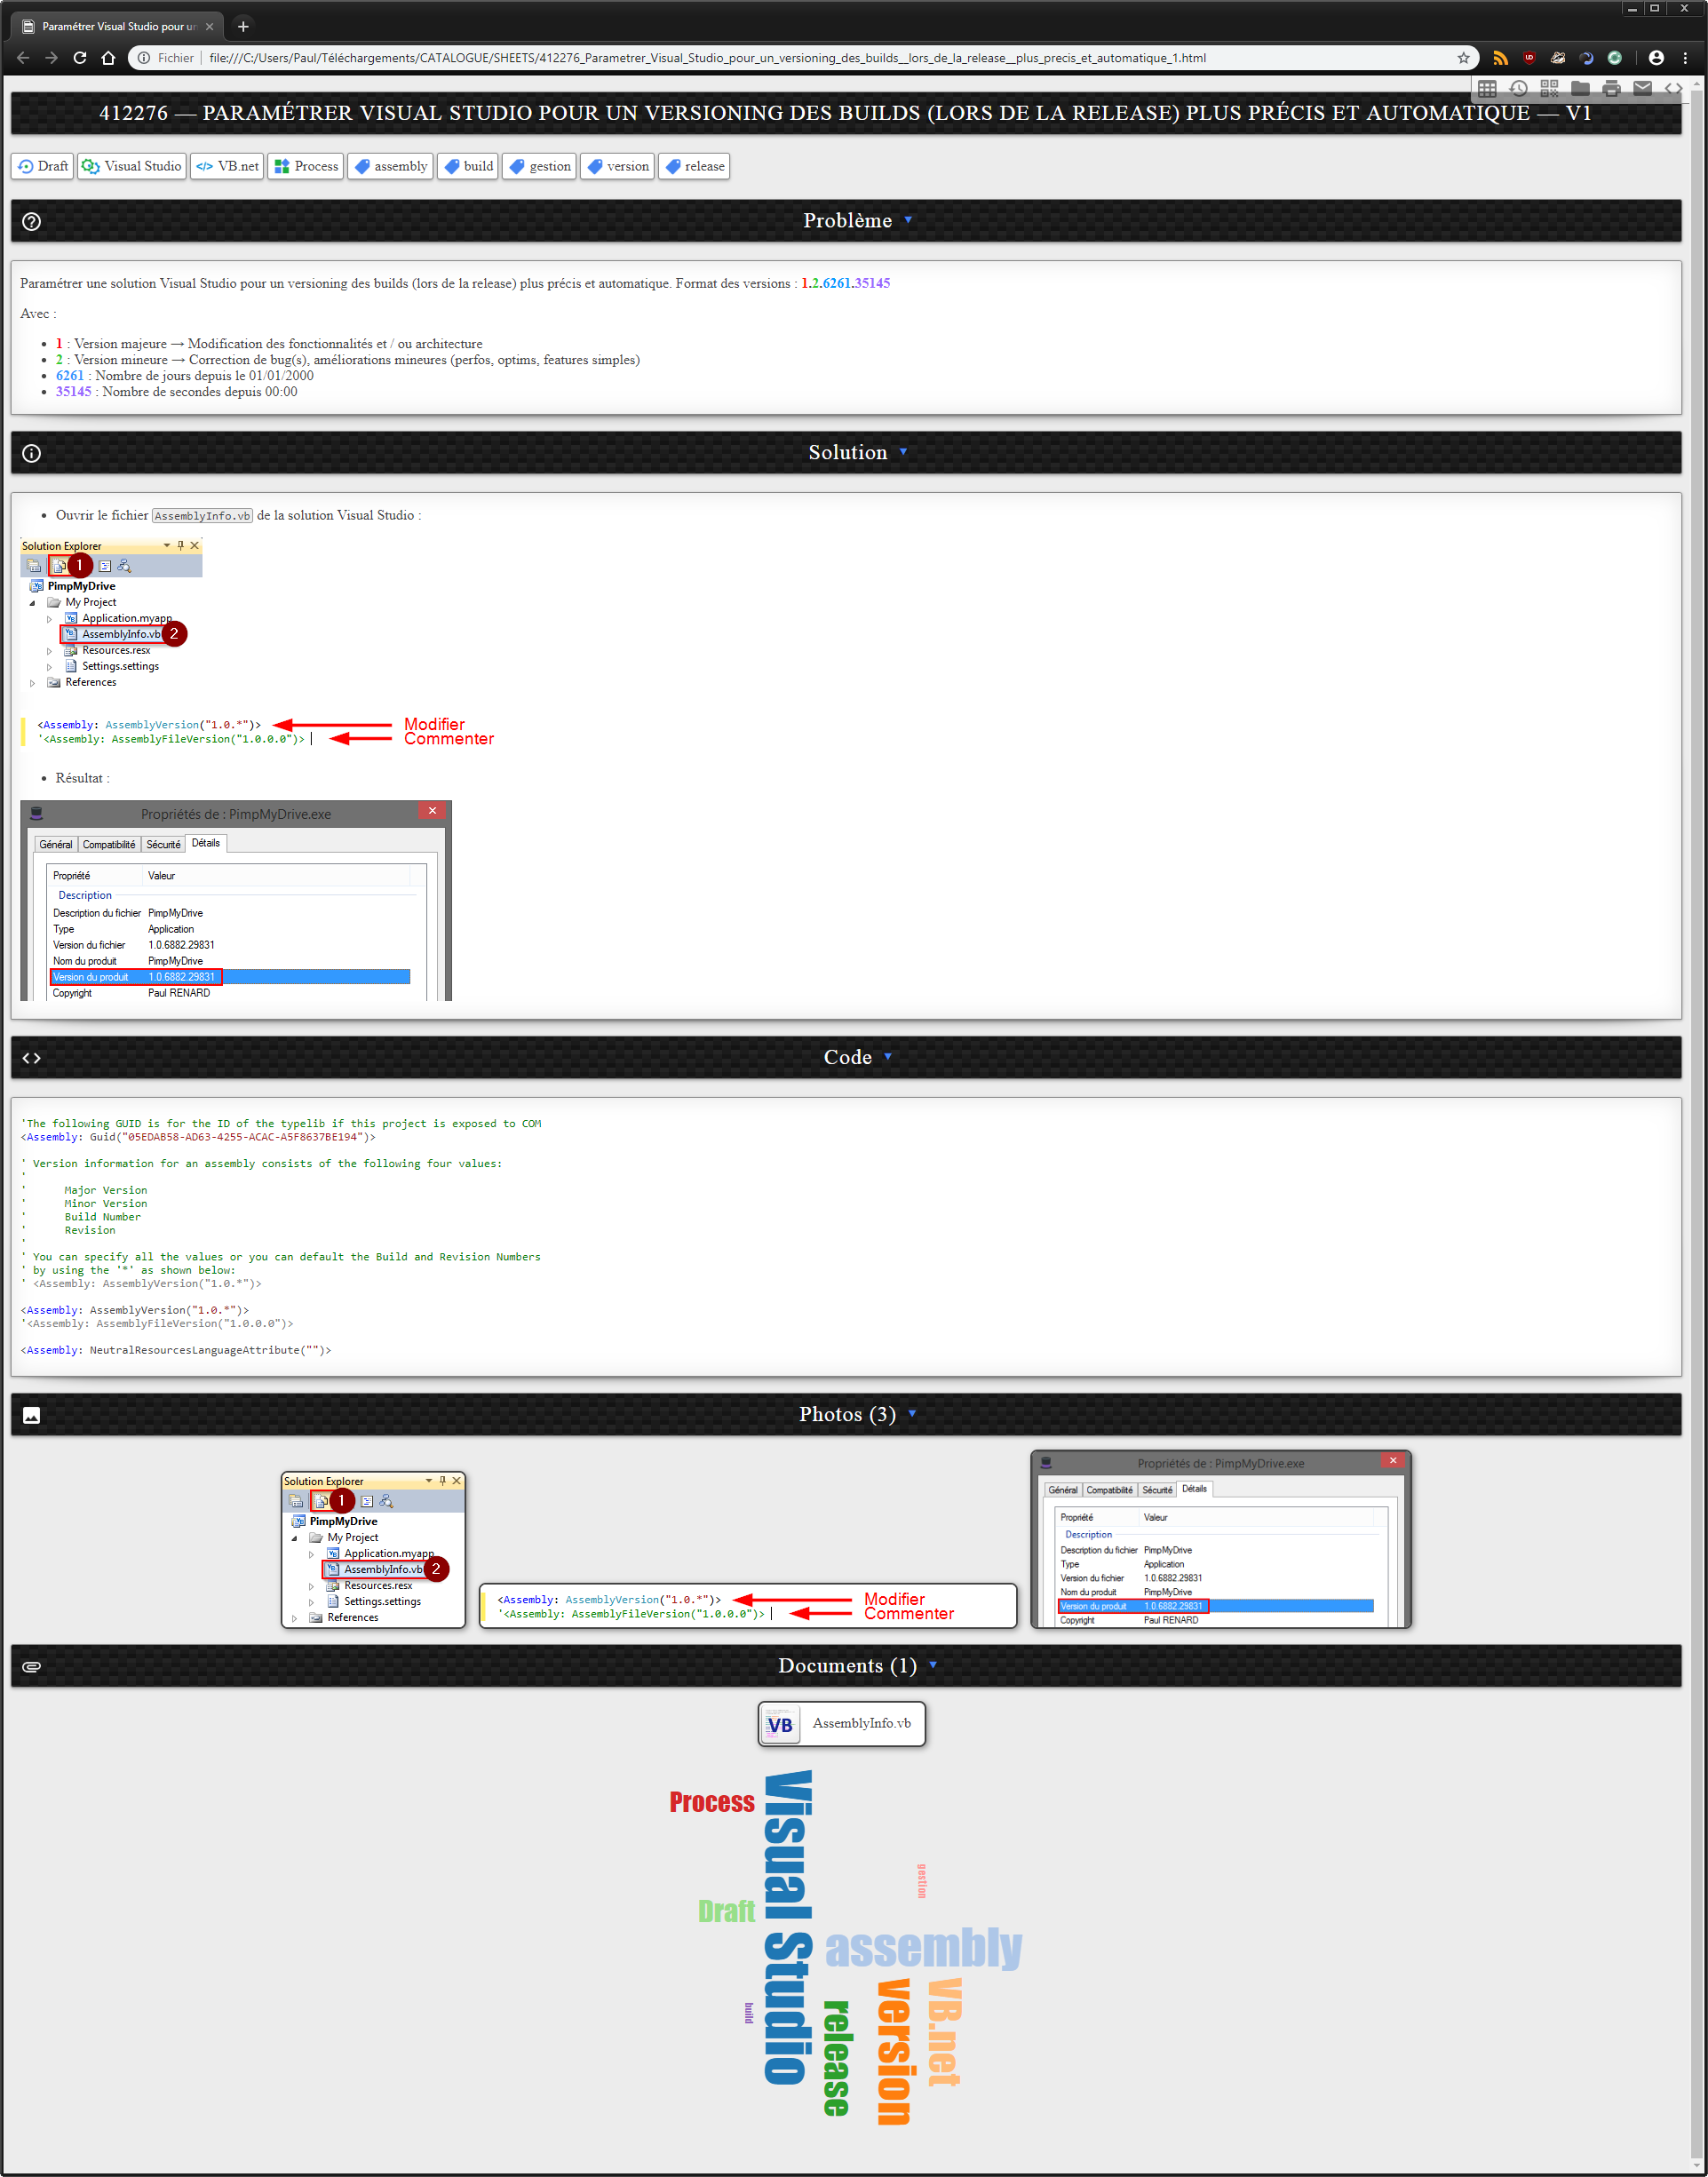 Paramétrer Visual Studio pour un
Fichier file:///C:/Users/Paul/Téléchargements/CATALOGUE/SHEETS/412276_Parametrer_Visual_Studio_pour_un_versioning_des_builds__lors_de_la_release__plus_precis_et_automatique_1.html
412276 — PARAMÉTRER VISUAL STUDIO POUR UN VERSIONING DES BUILDS (LORS DE LA RELEASE) PLUS PRÉCIS ET AUTOMATIQUE — V1
Draft Visual Studio VB.net Process assembly build gestion version release
Problème
Paramétrer une solution Visual Studio pour un versioning des builds (lors de la release) plus précis et automatique. Format des versions : 1.2.6261.35145
Avec :
• 1 : Version majeure → Modification des fonctionnalités et / ou architecture
• 2 : Version mineure → Correction de bug(s), améliorations mineures (perfos, optims, features simples)
• 6261 : Nombre de jours depuis le 01/01/2000
• 35145 : Nombre de secondes depuis 00:00
Solution
• Ouvrir le fichier AssemblyInfo.vb de la solution Visual Studio :
Solution Explorer
1
PimpMyDrive
My Project
Application.myapp
AssemblyInfo.vb 2
Resources.resx
Settings.settings
References
<Assembly: AssemblyVersion("1.0.*")> Modifier
'<Assembly: AssemblyFileVersion("1.0.0.0")> Commenter
• Résultat :
Propriétés de : PimpMyDrive.exe
Général Compatibilité Sécurité Détails
Propriété Valeur
Description
Description du fichier PimpMyDrive
Type Application
Version du fichier 1.0.6882.29831
Nom du produit PimpMyDrive
Version du produit 1.0.6882.29831
Copyright Paul RENARD
Code
'The following GUID is for the ID of the typelib if this project is exposed to COM
<Assembly: Guid("05EDAB58-AD63-4255-ACAC-A5F8637BE194")>
' Version information for an assembly consists of the following four values:
'
' Major Version
' Minor Version
' Build Number
' Revision
'
' You can specify all the values or you can default the Build and Revision Numbers
' by using the '*' as shown below:
' <Assembly: AssemblyVersion("1.0.*")>
<Assembly: AssemblyVersion("1.0.*")>
'<Assembly: AssemblyFileVersion("1.0.0.0")>
<Assembly: NeutralResourcesLanguageAttribute("")>
Photos (3)
Solution Explorer
1
PimpMyDrive
My Project
Application.myapp
AssemblyInfo.vb 2
Resources.resx
Settings.settings
References
<Assembly: AssemblyVersion("1.0.*")> Modifier
'<Assembly: AssemblyFileVersion("1.0.0.0")> Commenter
Propriétés de : PimpMyDrive.exe
Général Compatibilité Sécurité Détails
Propriété Valeur
Description
Description du fichier PimpMyDrive
Type Application
Version du fichier 1.0.6882.29831
Nom du produit PimpMyDrive
Version du produit 1.0.6882.29831
Copyright Paul RENARD
Documents (1)
VB AssemblyInfo.vb
Process
Visual Studio
gestion
Draft
assembly
build
release
version
VB.net